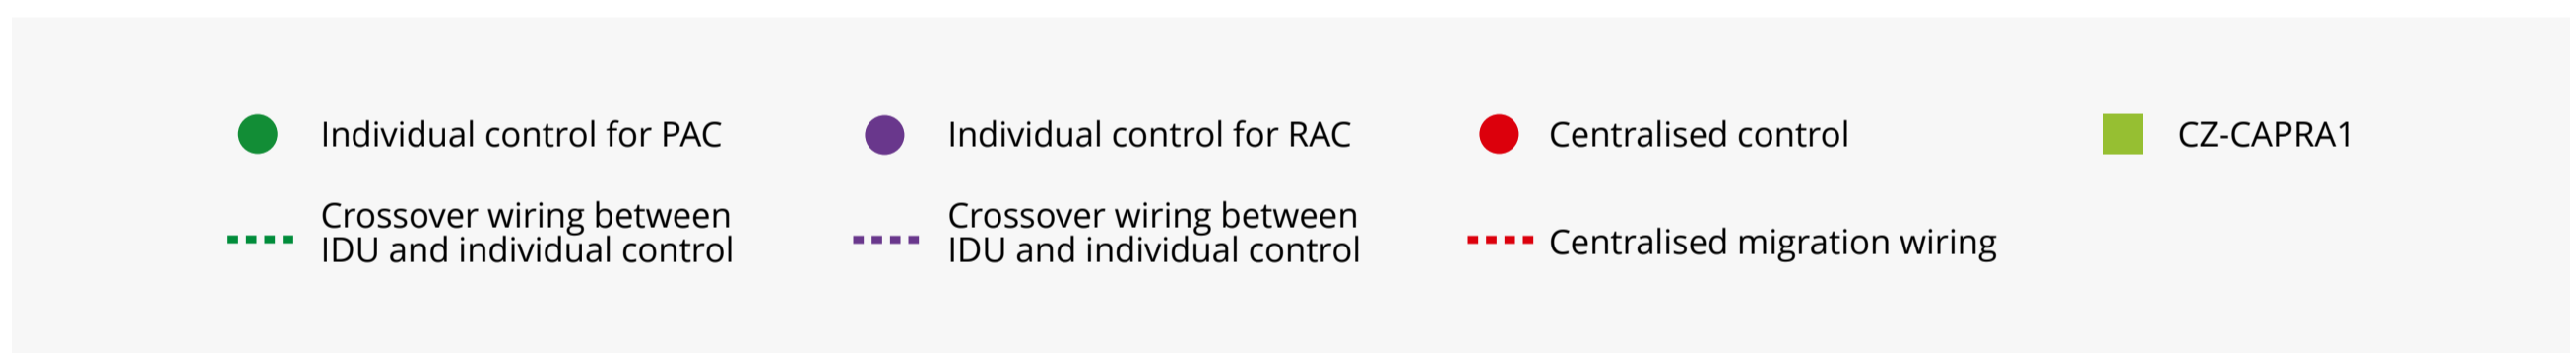 Individual control for PAC
Individual control for RAC
Centralised control
CZ-CAPRA1
Crossover wiring between
IDU and individual control
Crossover wiring between
IDU and individual control
Centralised migration wiring